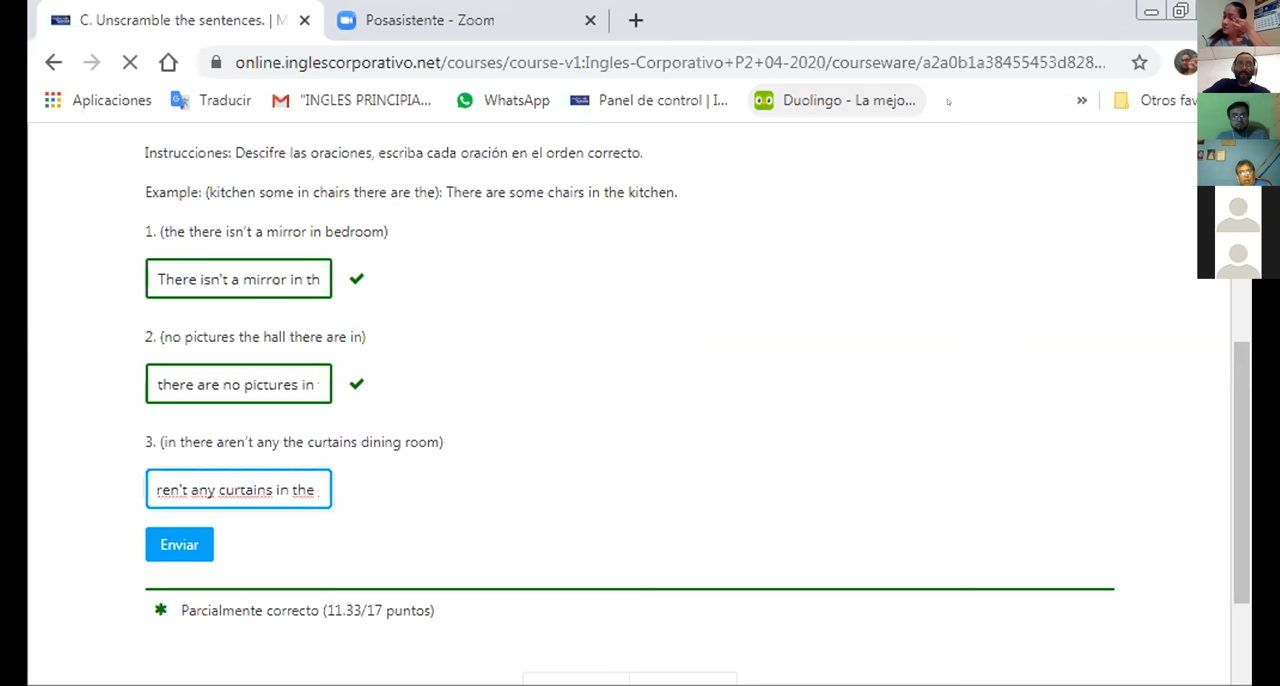 C. Unscramble the sentences. | M
Posasistente - Zoom
online.inglescorporativo.net/courses/course-v1:Ingles-Corporativo+P2+04-2020/courseware/a2a0b1a38455453d828...
Aplicaciones
Traducir
"INGLES PRINCIPIA...
WhatsApp
Panel de control | I...
Duolingo - La mejo...
»
Otros fav
Instrucciones: Descifre las oraciones, escriba cada oración en el orden correcto.
Example: (kitchen some in chairs there are the): There are some chairs in the kitchen.
1. (the there isn't a mirror in bedroom)
There isn't a mirror in th
2. (no pictures the hall there are in)
there are no pictures in
3. (in there aren't any the curtains dining room)
ren't any curtains in the
Enviar
Parcialmente correcto (11.33/17 puntos)